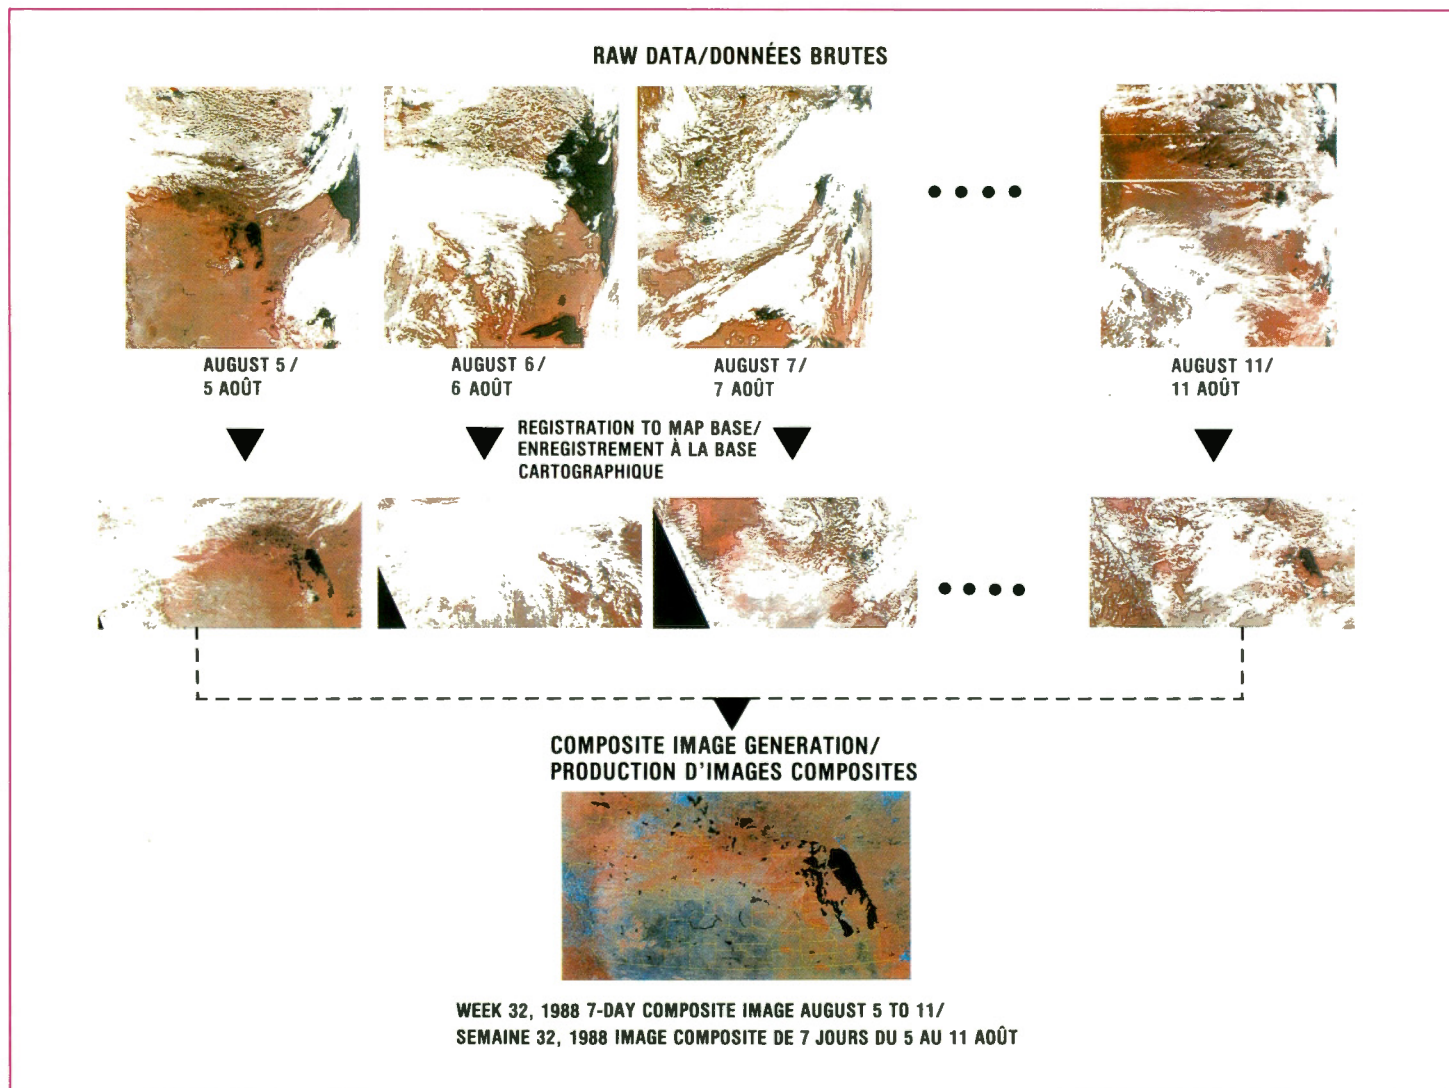 RAW DATA/DONNÉES BRUTES
AUGUST 5/
5 AOÛT
AUGUST 6/
6 AOÛT
AUGUST 7/
7 AOÛT
AUGUST 11/
11 AOÛT
REGISTRATION TO MAP BASE/
ENREGISTREMENT À LA BASE
CARTOGRAPHIQUE
COMPOSITE IMAGE GENERATION/
PRODUCTION D'IMAGES COMPOSITES
WEEK 32, 1988 7-DAY COMPOSITE IMAGE AUGUST 5 TO 11/
SEMAINE 32, 1988 IMAGE COMPOSITE DE 7 JOURS DU 5 AU 11 AOÛT